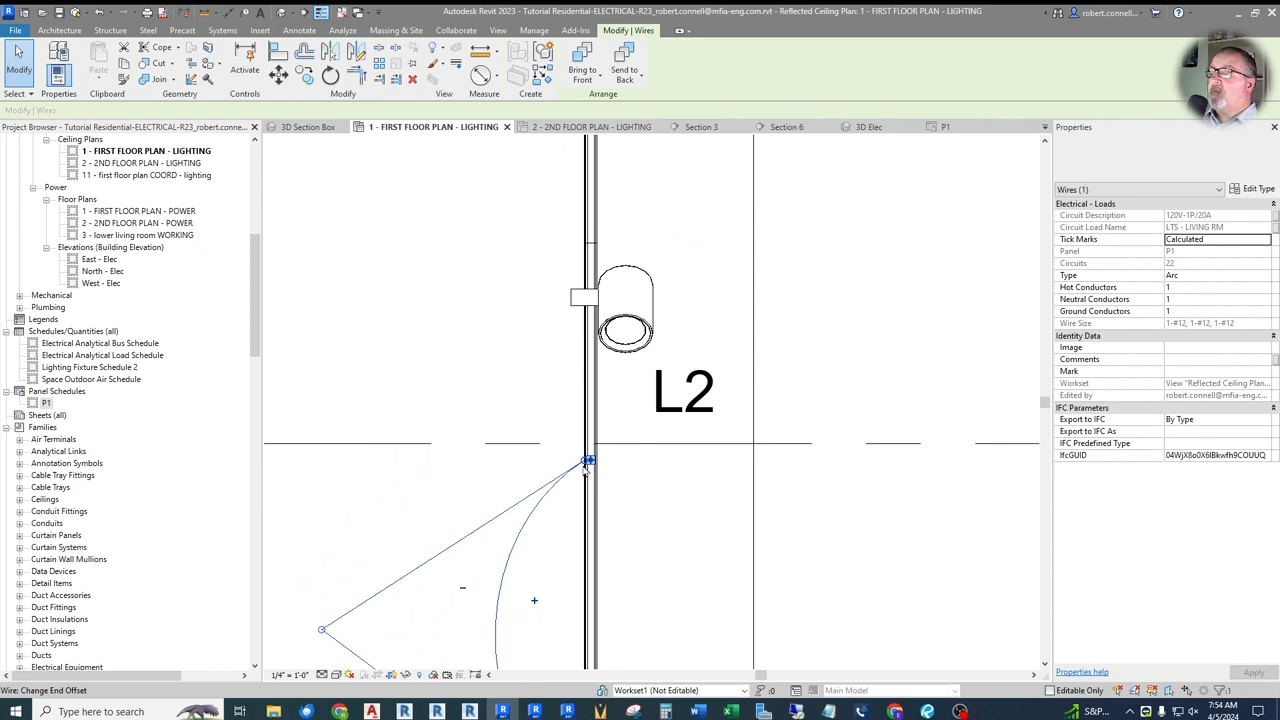 Autodesk Revit 2023 - Tutorial Residential-ELECTRICAL-R23_robert.connell@mfia-eng.com.rvt - Reflected Ceiling Plan: 1 - FIRST FLOOR PLAN - LIGHTING
robert.connell...
File Architecture Structure Steel Precast Systems Insert Annotate Analyze Massing & Site Collaborate View Manage Add-Ins Modify | Wires
Modify Paste Cope Cut Join Activate Bring to Front Send to Back
Select Properties Clipboard Geometry Controls Modify View Measure Create Arrange
Modify | Wires
Project Browser - Tutorial Residential-ELECTRICAL-R23_robert.conne...
3D Section Box 1 - FIRST FLOOR PLAN - LIGHTING 2 - 2ND FLOOR PLAN - LIGHTING Section 3 Section 6 3D Elec P1
Properties
Ceiling Plans
1 - FIRST FLOOR PLAN - LIGHTING
2 - 2ND FLOOR PLAN - LIGHTING
11 - first floor plan COORD - lighting
Power
Floor Plans
1 - FIRST FLOOR PLAN - POWER
2 - 2ND FLOOR PLAN - POWER
3 - lower living room WORKING
Elevations (Building Elevation)
East - Elec
North - Elec
West - Elec
Mechanical
Plumbing
Legends
Schedules/Quantities (all)
Electrical Analytical Bus Schedule
Electrical Analytical Load Schedule
Lighting Fixture Schedule 2
Space Outdoor Air Schedule
Panel Schedules
P1
Sheets (all)
Families
Air Terminals
Analytical Links
Annotation Symbols
Cable Tray Fittings
Cable Trays
Ceilings
Conduit Fittings
Conduits
Curtain Panels
Curtain Systems
Curtain Wall Mullions
Data Devices
Detail Items
Duct Accessories
Duct Fittings
Duct Insulations
Duct Linings
Duct Systems
Ducts
Electrical Equipment
L2
Wires (1) Edit Type
Electrical - Loads
Circuit Description 120V-1P/20A
Circuit Load Name LTS - LIVING RM
Tick Marks Calculated
Panel P1
Circuits 22
Type Arc
Hot Conductors 1
Neutral Conductors 1
Ground Conductors 1
Wire Size 1-#12, 1-#12, 1-#12
Identity Data
Image
Comments
Mark
Workset View "Reflected Ceiling Plan...
Edited by robert.connell@mfia-eng.c...
IFC Parameters
Export to IFC By Type
Export to IFC As
IFC Predefined Type
Properties help Apply
1/4" = 1'-0"
Wire: Change End Offset Workset1 (Not Editable) :0 Main Model Editable Only :1
Type here to search S&P... 7:54 AM
4/5/2024